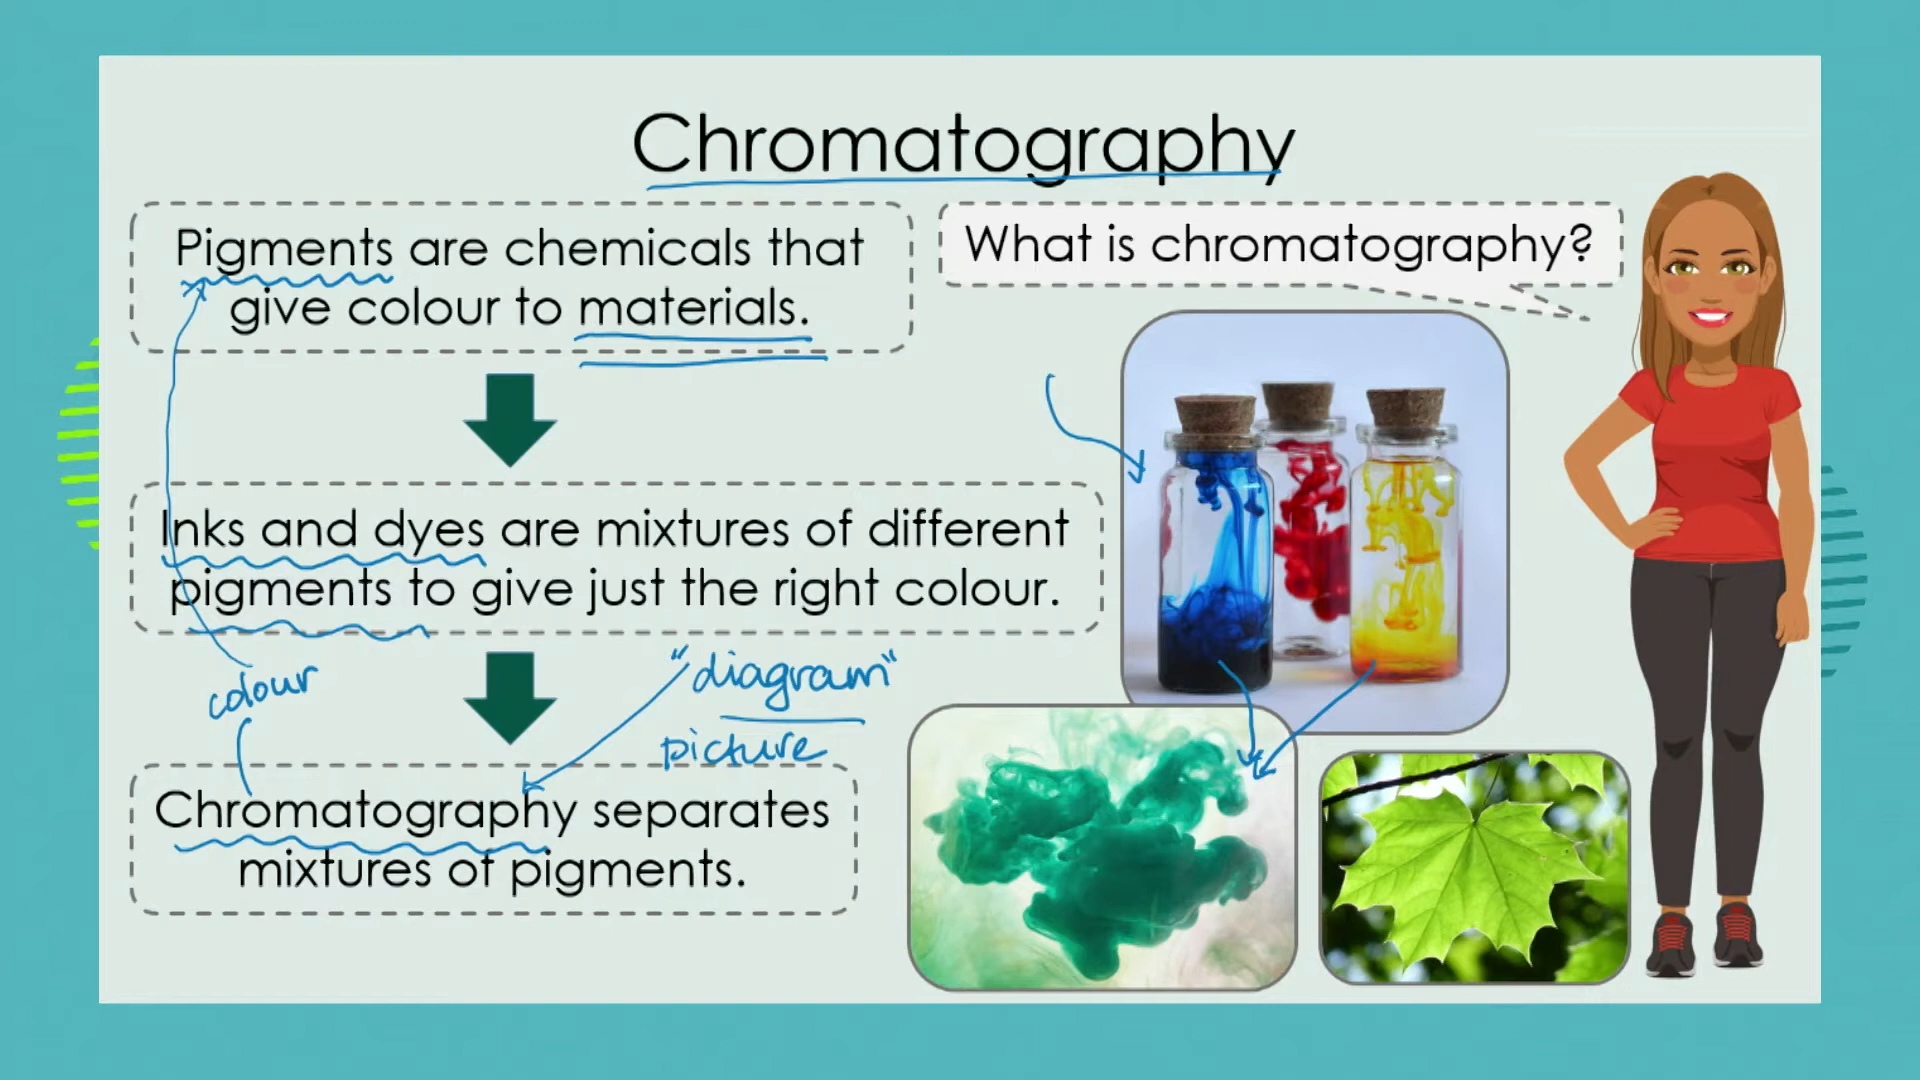 Chromatography
Pigments are chemicals that
give colour to materials.
What is chromatography?
Inks and dyes are mixtures of different
pigments to give just the right colour.
colour
"diagram"
picture
Chromatography separates
mixtures of pigments.